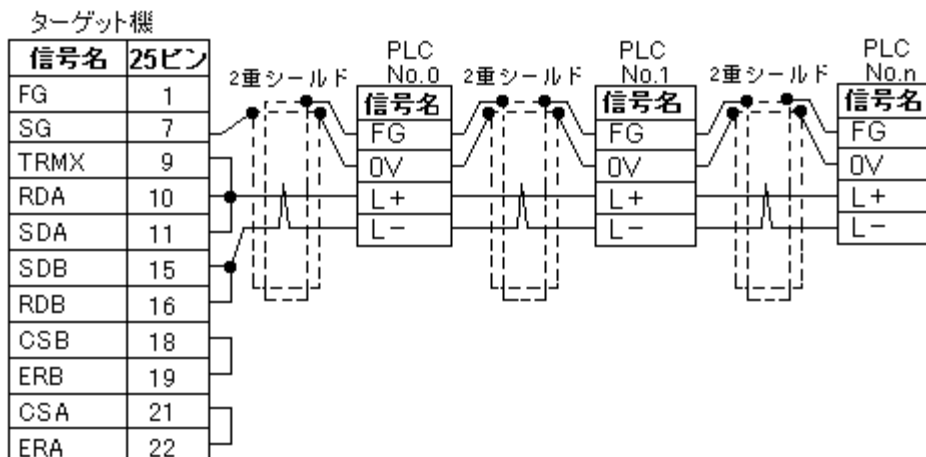 ターゲット機
信号名 25ピン
FG 1
SG 7
TRMX 9
RDA 10
SDA 11
SDB 15
RDB 16
CSB 18
ERB 19
CSA 21
ERA 22
2重シールド
PLC
No.0
信号名
FG
0V
L+
L-
2重シールド
PLC
No.1
信号名
FG
0V
L+
L-
2重シールド
PLC
No.n
信号名
FG
0V
L+
L-